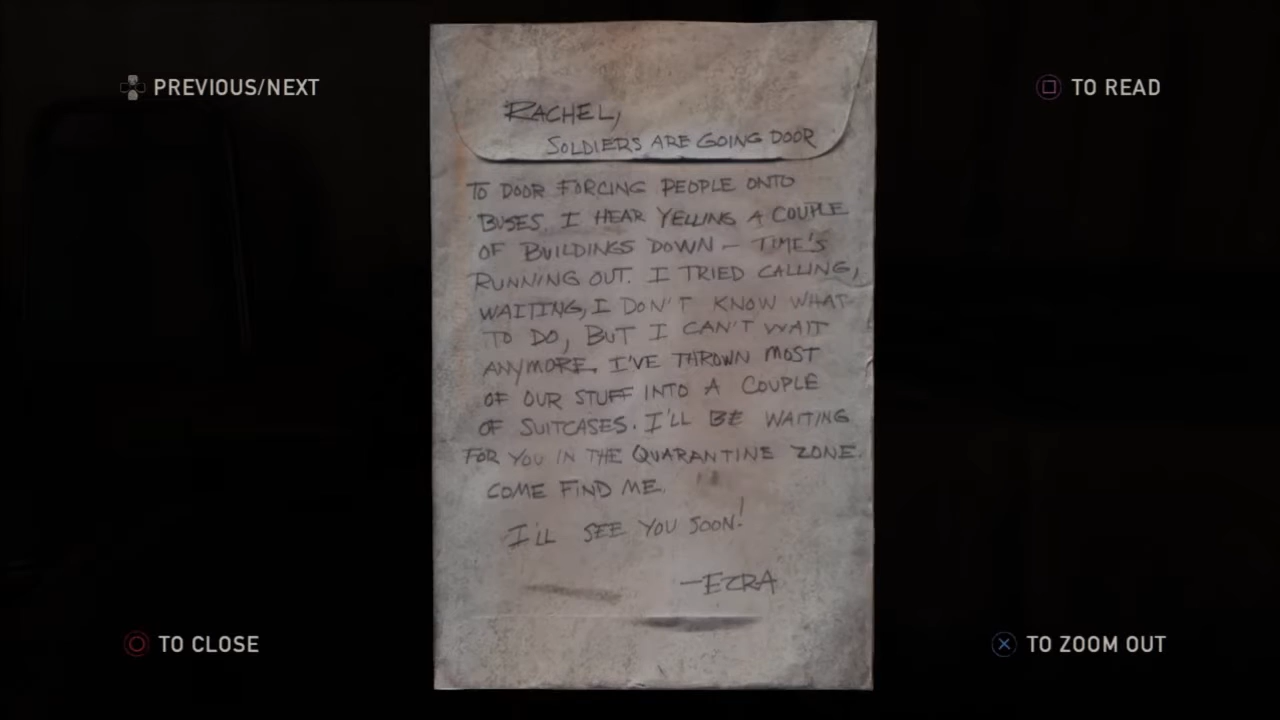 PREVIOUS/NEXT
TO READ
RACHEL,
SOLDIERS ARE GOING DOOR
TO DOOR FORCING PEOPLE ONTO
BUSES. I HEAR YELLING A COUPLE
OF BUILDINGS DOWN – TIME'S
RUNNING OUT. I TRIED CALLING,
WAITING, I DON'T KNOW WHAT
TO DO, BUT I CAN'T WAIT
ANYMORE. I'VE THROWN MOST
OF OUR STUFF INTO A COUPLE
OF SUITCASES. I'LL BE WAITING
FOR YOU IN THE QUARANTINE ZONE.
COME FIND ME.
I'LL SEE YOU SOON!
—EZRA
TO CLOSE
TO ZOOM OUT